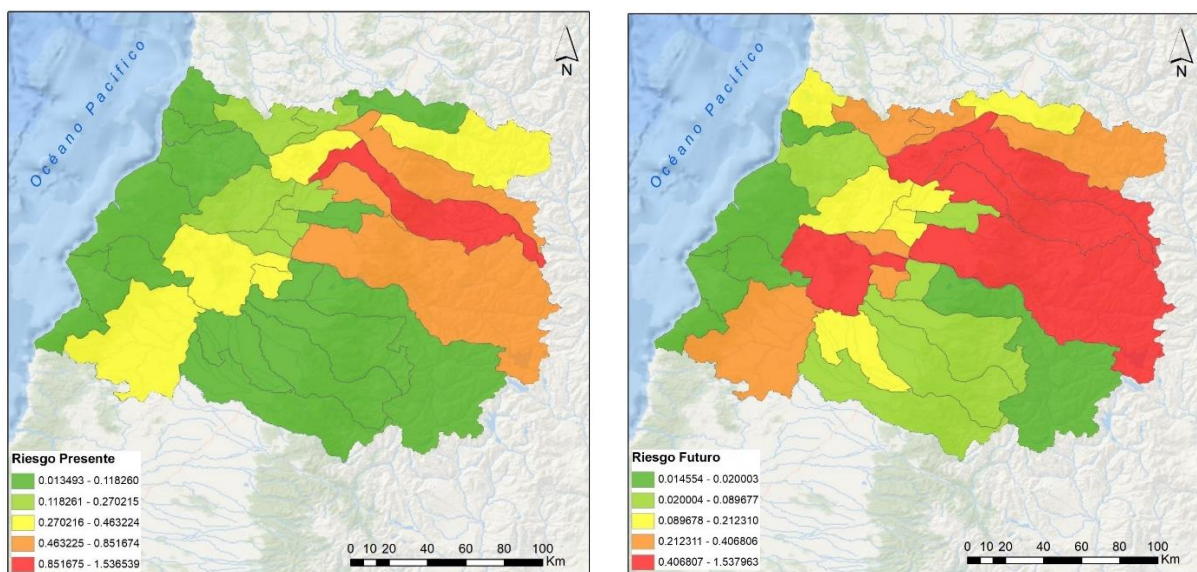 Océano Pacífico
N
Riesgo Presente
0.013493 - 0.118260
0.118261 - 0.270215
0.270216 - 0.463224
0.463225 - 0.851674
0.851675 - 1.536539
0 10 20 40 60 80 100
Km
Océano Pacífico
N
Riesgo Futuro
0.014554 - 0.020003
0.020004 - 0.089677
0.089678 - 0.212310
0.212311 - 0.406806
0.406807 - 1.537963
0 10 20 40 60 80 100
Km